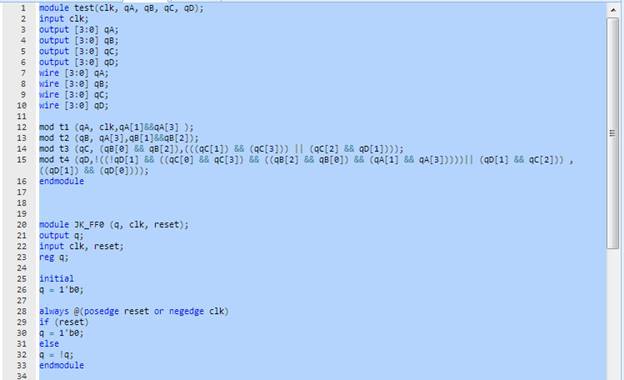 1 module test(clk, qA, qB, qC, qD);
2 input clk;
3 output [3:0] qA;
4 output [3:0] qB;
5 output [3:0] qC;
6 output [3:0] qD;
7 wire [3:0] qA;
8 wire [3:0] qB;
9 wire [3:0] qC;
10 wire [3:0] qD;
11
12 mod t1 (qA, clk,qA[1]&&qA[3] );
13 mod t2 (qB, qA[3],qB[1]&&qB[2]);
14 mod t3 (qC, (qB[0] && qB[2]),(((qC[1]) && (qC[3])) || (qC[2] && qD[1])));
15 mod t4 (qD,!((!qD[1] && ((qC[0] && qC[3]) && ((qB[2] && qB[0]) && (qA[1] && qA[3]))))|| (qD[1] && qC[2])) ,
((qD[1]) && (qD[0])));
16 endmodule
17
18
19
20 module JK_FF0 (q, clk, reset);
21 output q;
22 input clk, reset;
23 reg q;
24
25 initial
26 q = 1'b0;
27
28 always @(posedge reset or negedge clk)
29 if (reset)
30 q = 1'b0;
31 else
32 q = !q;
33 endmodule
34